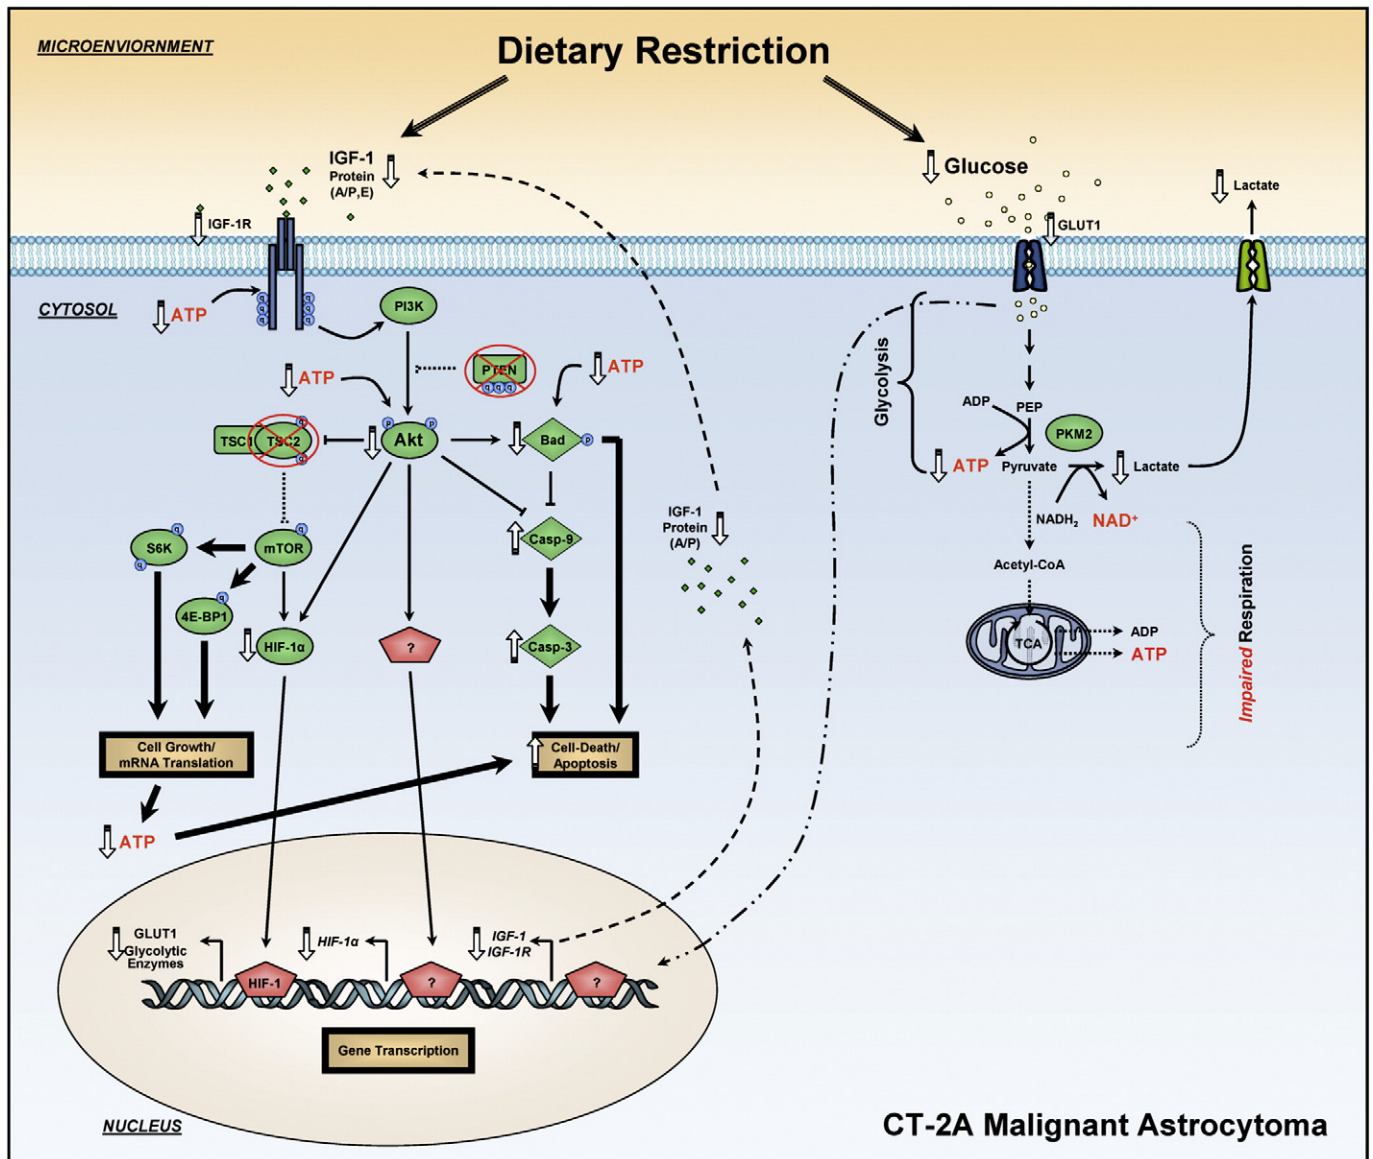 MICROENVIORNMENT
Dietary Restriction
IGF-1
Protein
(A/P,E)
Glucose
Lactate
IGF-1R
GLUT1
CYTOSOL
ATP
PI3K
P
P
P
P
P
P
ATP
PTEN
P
P
P
ATP
TSC1
TSC2
P
P
Akt
P
P
Bad
P
S6K
P
P
mTOR
P
Casp-9
4E-BP1
P
HIF-1α
?
Casp-3
Cell Growth/
mRNA Translation
Cell-Death/
Apoptosis
ATP
IGF-1
Protein
(A/P)
Glycolysis
ADP
PEP
PKM2
ATP
Pyruvate
Lactate
NADH₂
NAD⁺
Acetyl-CoA
TCA
ADP
ATP
Impaired Respiration
GLUT1
Glycolytic
Enzymes
HIF-1α
IGF-1
IGF-1R
HIF-1
?
?
Gene Transcription
NUCLEUS
CT-2A Malignant Astrocytoma